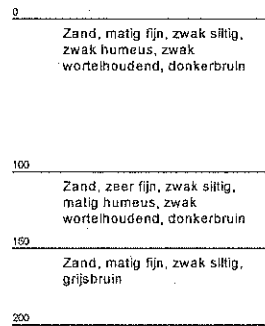 0
Zand, matig fijn, zwak siltig,
zwak humeus, zwak
wortelhoudend, donkerbruin
100
Zand, zeer fijn, zwak siltig,
matig humeus, zwak
wortelhoudend, donkerbruin
150
Zand, matig fijn, zwak siltig,
grijsbruin
200